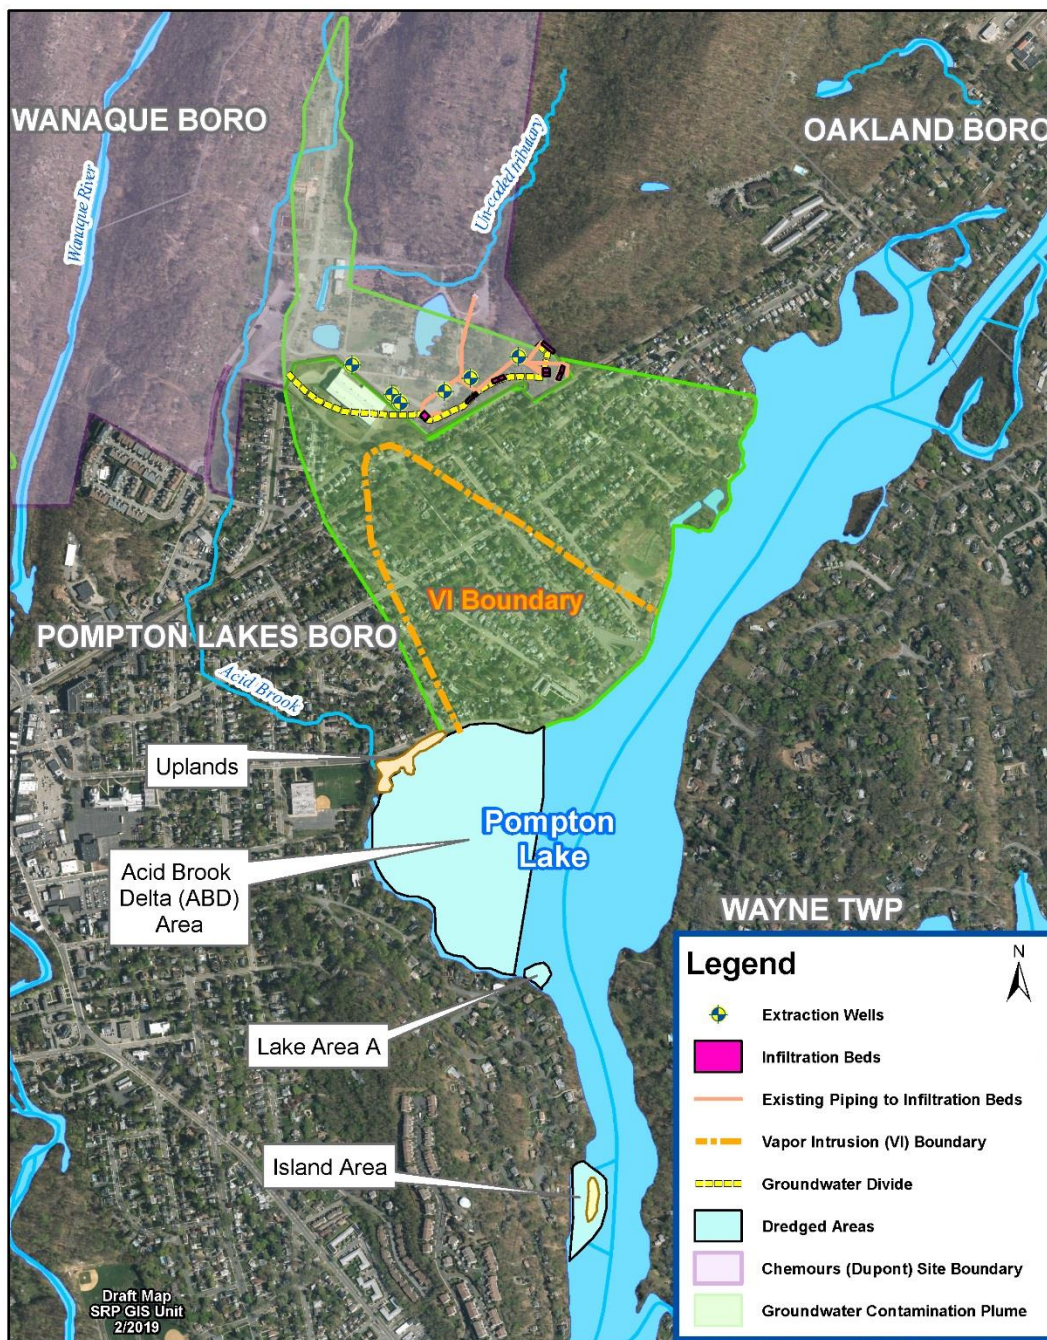 WANAQUE BORO
OAKLAND BORO
Wanaque River
Un-coded tributary
VI Boundary
POMPTON LAKES BORO
Acid Brook
Uplands
Pompton
Lake
Acid Brook
Delta (ABD)
Area
WAYNE TWP
Lake Area A
Island Area
Draft Map
SRP GIS Unit
2/2019
Legend
N
Extraction Wells
Infiltration Beds
Existing Piping to Infiltration Beds
Vapor Intrusion (VI) Boundary
Groundwater Divide
Dredged Areas
Chemours (Dupont) Site Boundary
Groundwater Contamination Plume